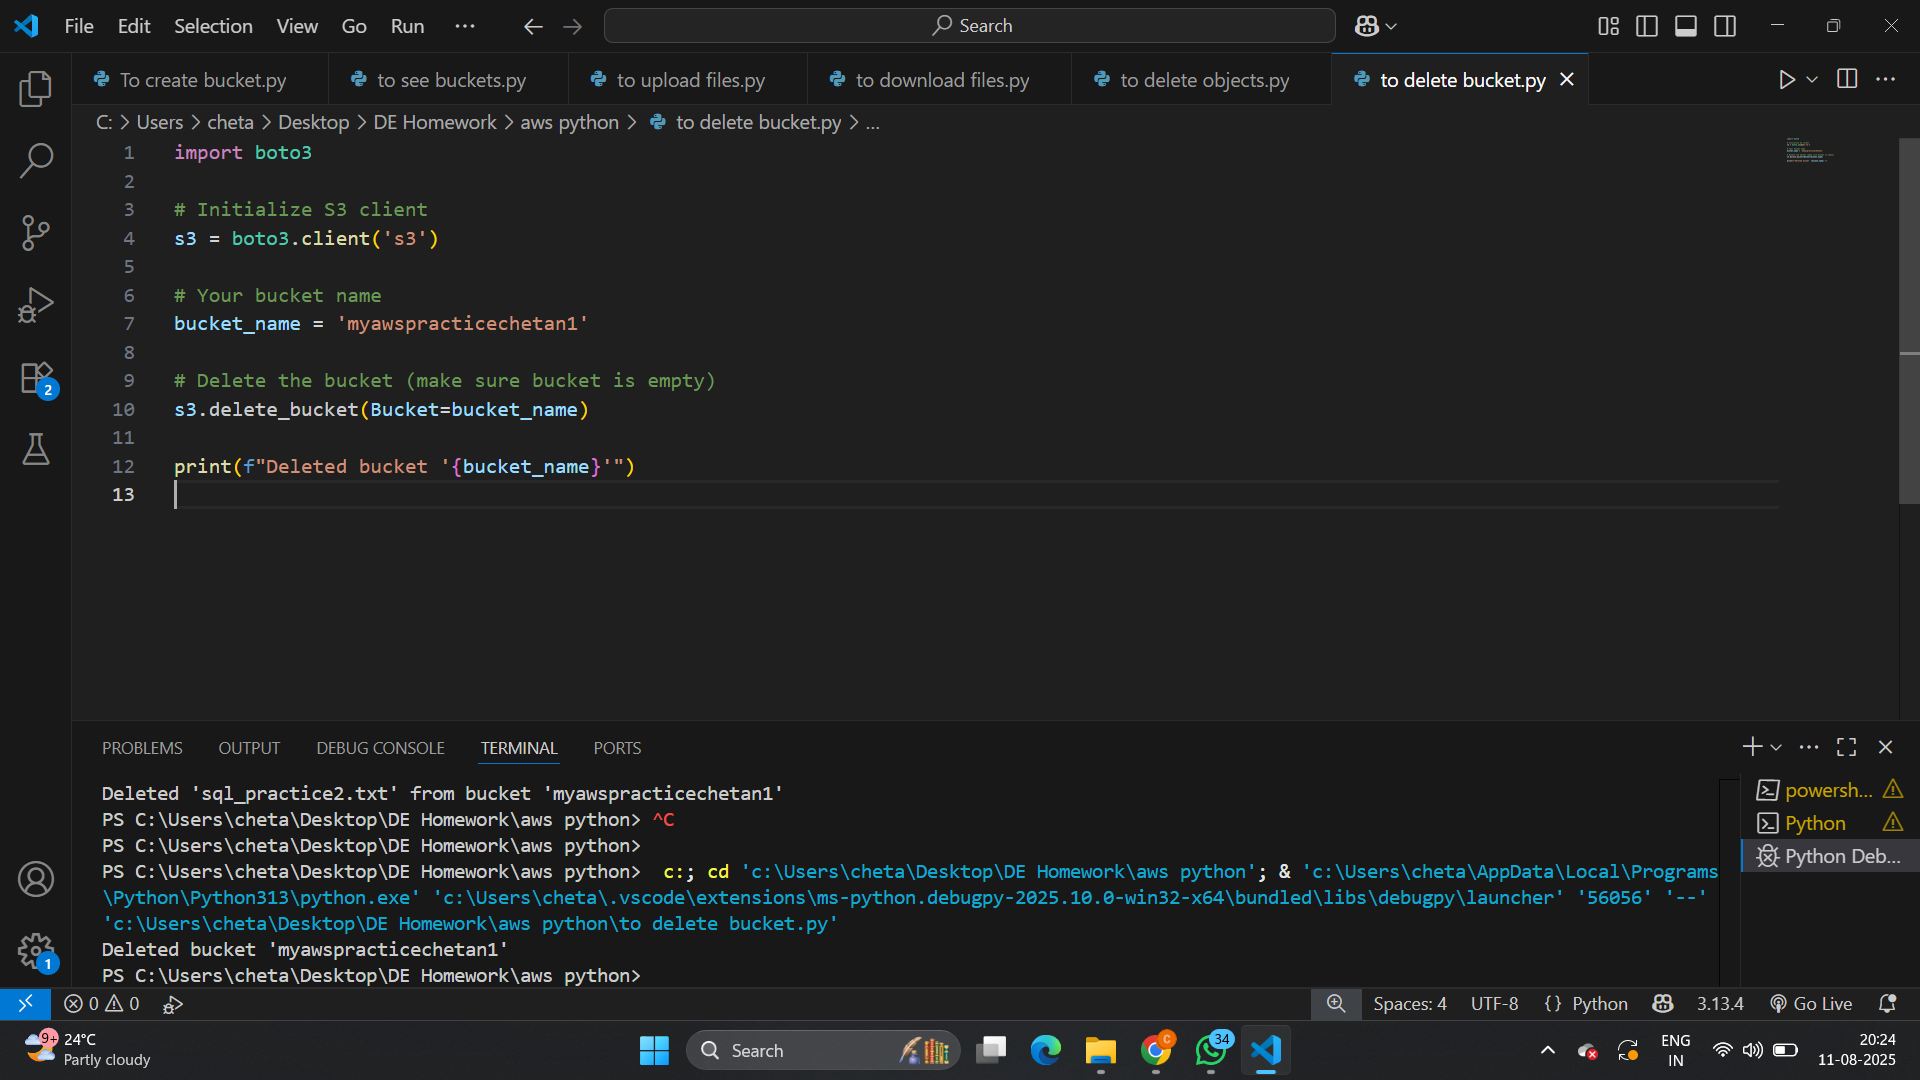 File Edit Selection View Go Run ··· Search
To create bucket.py to see buckets.py to upload files.py to download files.py to delete objects.py to delete bucket.py
C: > Users > cheta > Desktop > DE Homework > aws python > to delete bucket.py > ...
1 import boto3
2
3 # Initialize S3 client
4 s3 = boto3.client('s3')
5
6 # Your bucket name
7 bucket_name = 'myawspracticechetan1'
8
9 # Delete the bucket (make sure bucket is empty)
10 s3.delete_bucket(Bucket=bucket_name)
11
12 print(f"Deleted bucket '{bucket_name}'")
13
2
1
PROBLEMS OUTPUT DEBUG CONSOLE TERMINAL PORTS
Deleted 'sql_practice2.txt' from bucket 'myawspracticechetan1'
PS C:\Users\cheta\Desktop\DE Homework\aws python> ^C
PS C:\Users\cheta\Desktop\DE Homework\aws python>
PS C:\Users\cheta\Desktop\DE Homework\aws python>  c:; cd 'c:\Users\cheta\Desktop\DE Homework\aws python'; & 'c:\Users\cheta\AppData\Local\Programs
\Python\Python313\python.exe' 'c:\Users\cheta\.vscode\extensions\ms-python.debugpy-2025.10.0-win32-x64\bundled\libs\debugpy\launcher' '56056' '--'
'c:\Users\cheta\Desktop\DE Homework\aws python\to delete bucket.py'
Deleted bucket 'myawspracticechetan1'
PS C:\Users\cheta\Desktop\DE Homework\aws python>
powersh...
Python
Python Deb...
0 0 Spaces: 4 UTF-8 {} Python 3.13.4 Go Live
9+ 24°C
Partly cloudy
Search
C
34
ENG
IN
20:24
11-08-2025